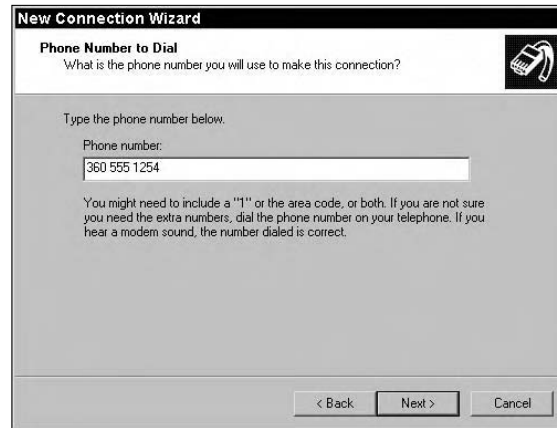 New Connection Wizard
Phone Number to Dial
What is the phone number you will use to make this connection?
Type the phone number below.
Phone number:
360 555 1254
You might need to include a "1" or the area code, or both. If you are not sure
you need the extra numbers, dial the phone number on your telephone. If you
hear a modem sound, the number dialed is correct.
< Back
Next >
Cancel